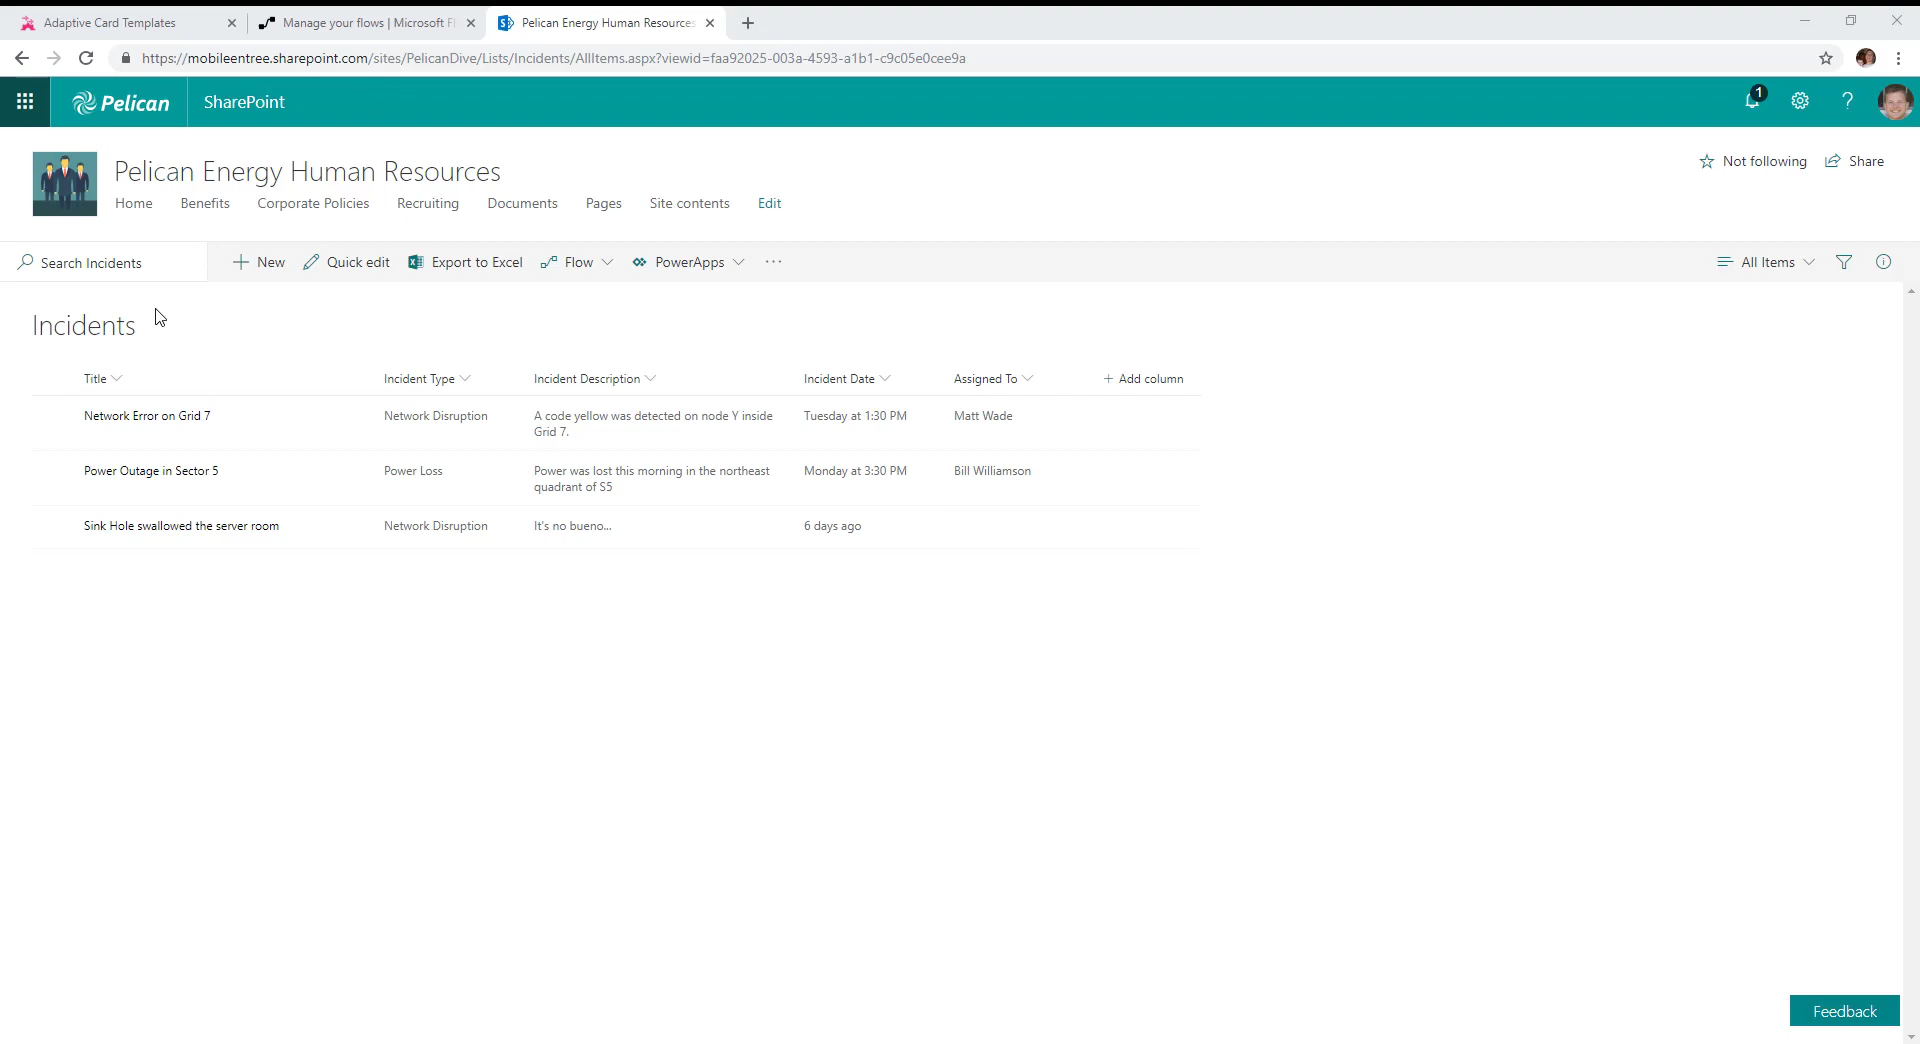 Adaptive Card Templates
Manage your flows | Microsoft Fl
Pelican Energy Human Resources
https://mobileentree.sharepoint.com/sites/PelicanDive/Lists/Incidents/AllItems.aspx?viewid=faa92025-003a-4593-a1b1-c9c05e0cee9a
Pelican SharePoint 1 ?
Pelican Energy Human Resources
Not following Share
Home Benefits Corporate Policies Recruiting Documents Pages Site contents Edit
Search Incidents New Quick edit Export to Excel Flow PowerApps ... All Items
Incidents
Title Incident Type Incident Description Incident Date Assigned To + Add column
Network Error on Grid 7 Network Disruption A code yellow was detected on node Y inside Tuesday at 1:30 PM Matt Wade
Grid 7.
Power Outage in Sector 5 Power Loss Power was lost this morning in the northeast Monday at 3:30 PM Bill Williamson
quadrant of S5
Sink Hole swallowed the server room Network Disruption It's no bueno... 6 days ago
Feedback